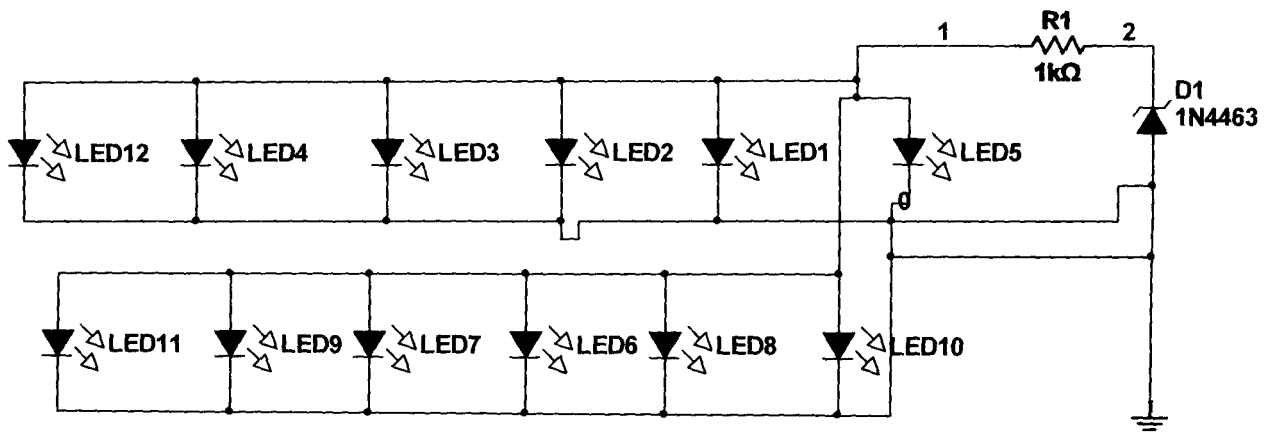 R1
1
2
1kΩ
D1
1N4463
LED12
LED4
LED3
LED2
LED1
LED5
0
LED11
LED9
LED7
LED6
LED8
LED10